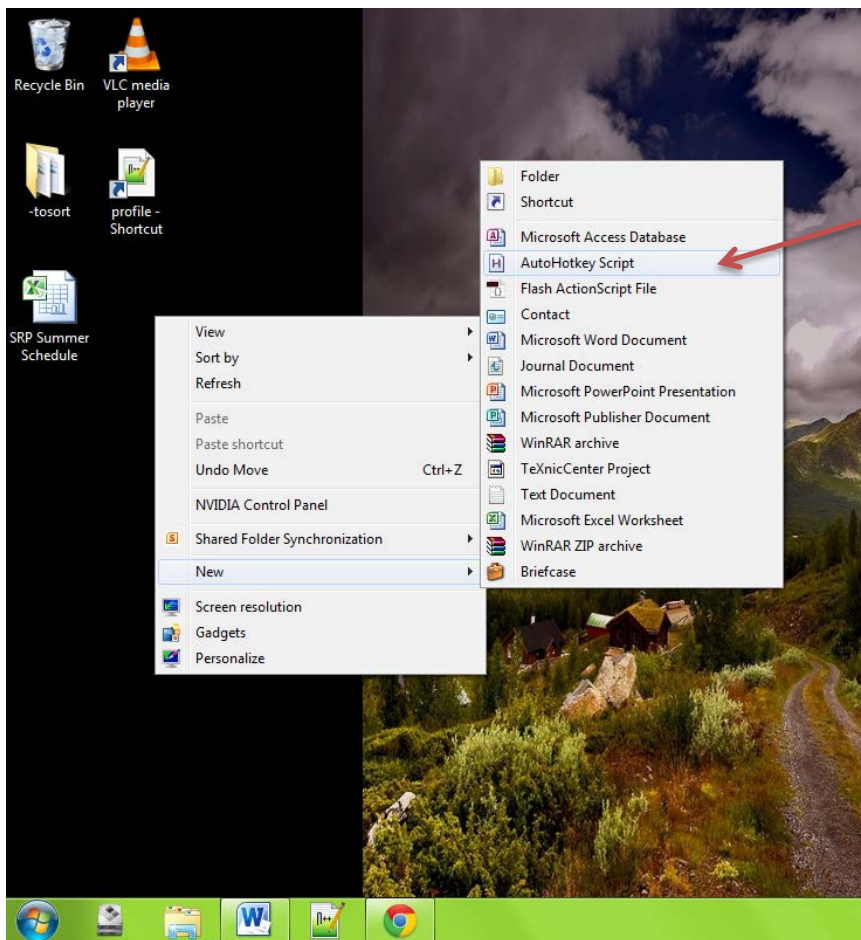 Recycle Bin
VLC media
player
-tosort
profile -
Shortcut
SRP Summer
Schedule
View
Sort by
Refresh
Paste
Paste shortcut
Undo Move Ctrl+Z
NVIDIA Control Panel
Shared Folder Synchronization
New
Screen resolution
Gadgets
Personalize
Folder
Shortcut
Microsoft Access Database
AutoHotkey Script
Flash ActionScript File
Contact
Microsoft Word Document
Journal Document
Microsoft PowerPoint Presentation
Microsoft Publisher Document
WinRAR archive
TeXnicCenter Project
Text Document
Microsoft Excel Worksheet
WinRAR ZIP archive
Briefcase